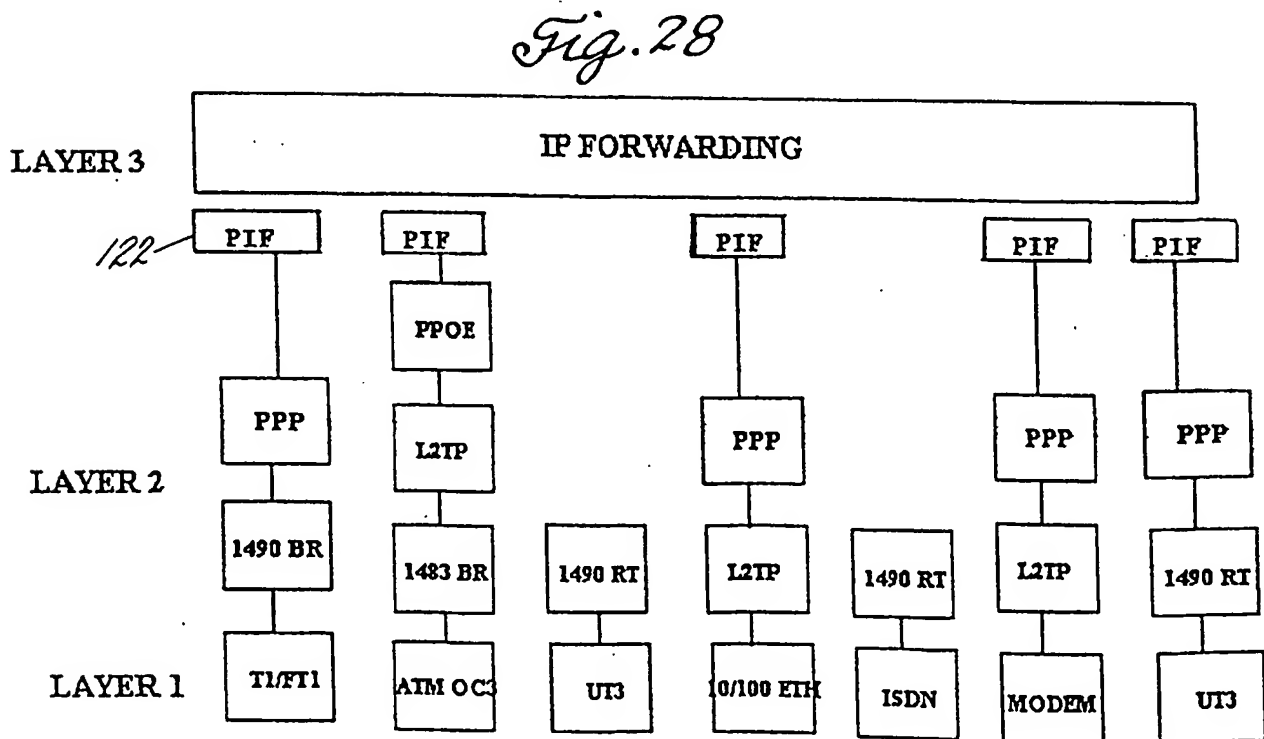 Fig. 28
IP FORWARDING
LAYER 3
122
PIF PIF PIF PIF PIF
PPOE
PPP L2TP PPP PPP PPP
LAYER 2
1490 BR 1483 BR 1490 RT L2TP 1490 RT L2TP 1490 RT
LAYER 1
T1/FT1 ATM OC3 UT3 10/100 ETH ISDN MODEM UT3